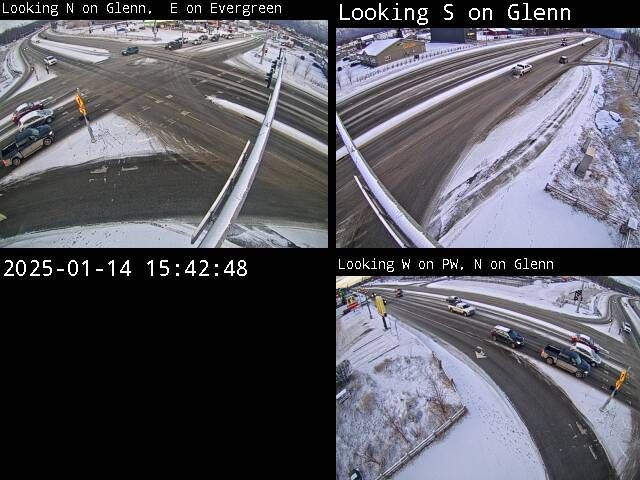 Looking N on Glenn,  E on Evergreen
Looking S on Glenn
2025-01-14 15:42:48
Looking W on PW, N on Glenn